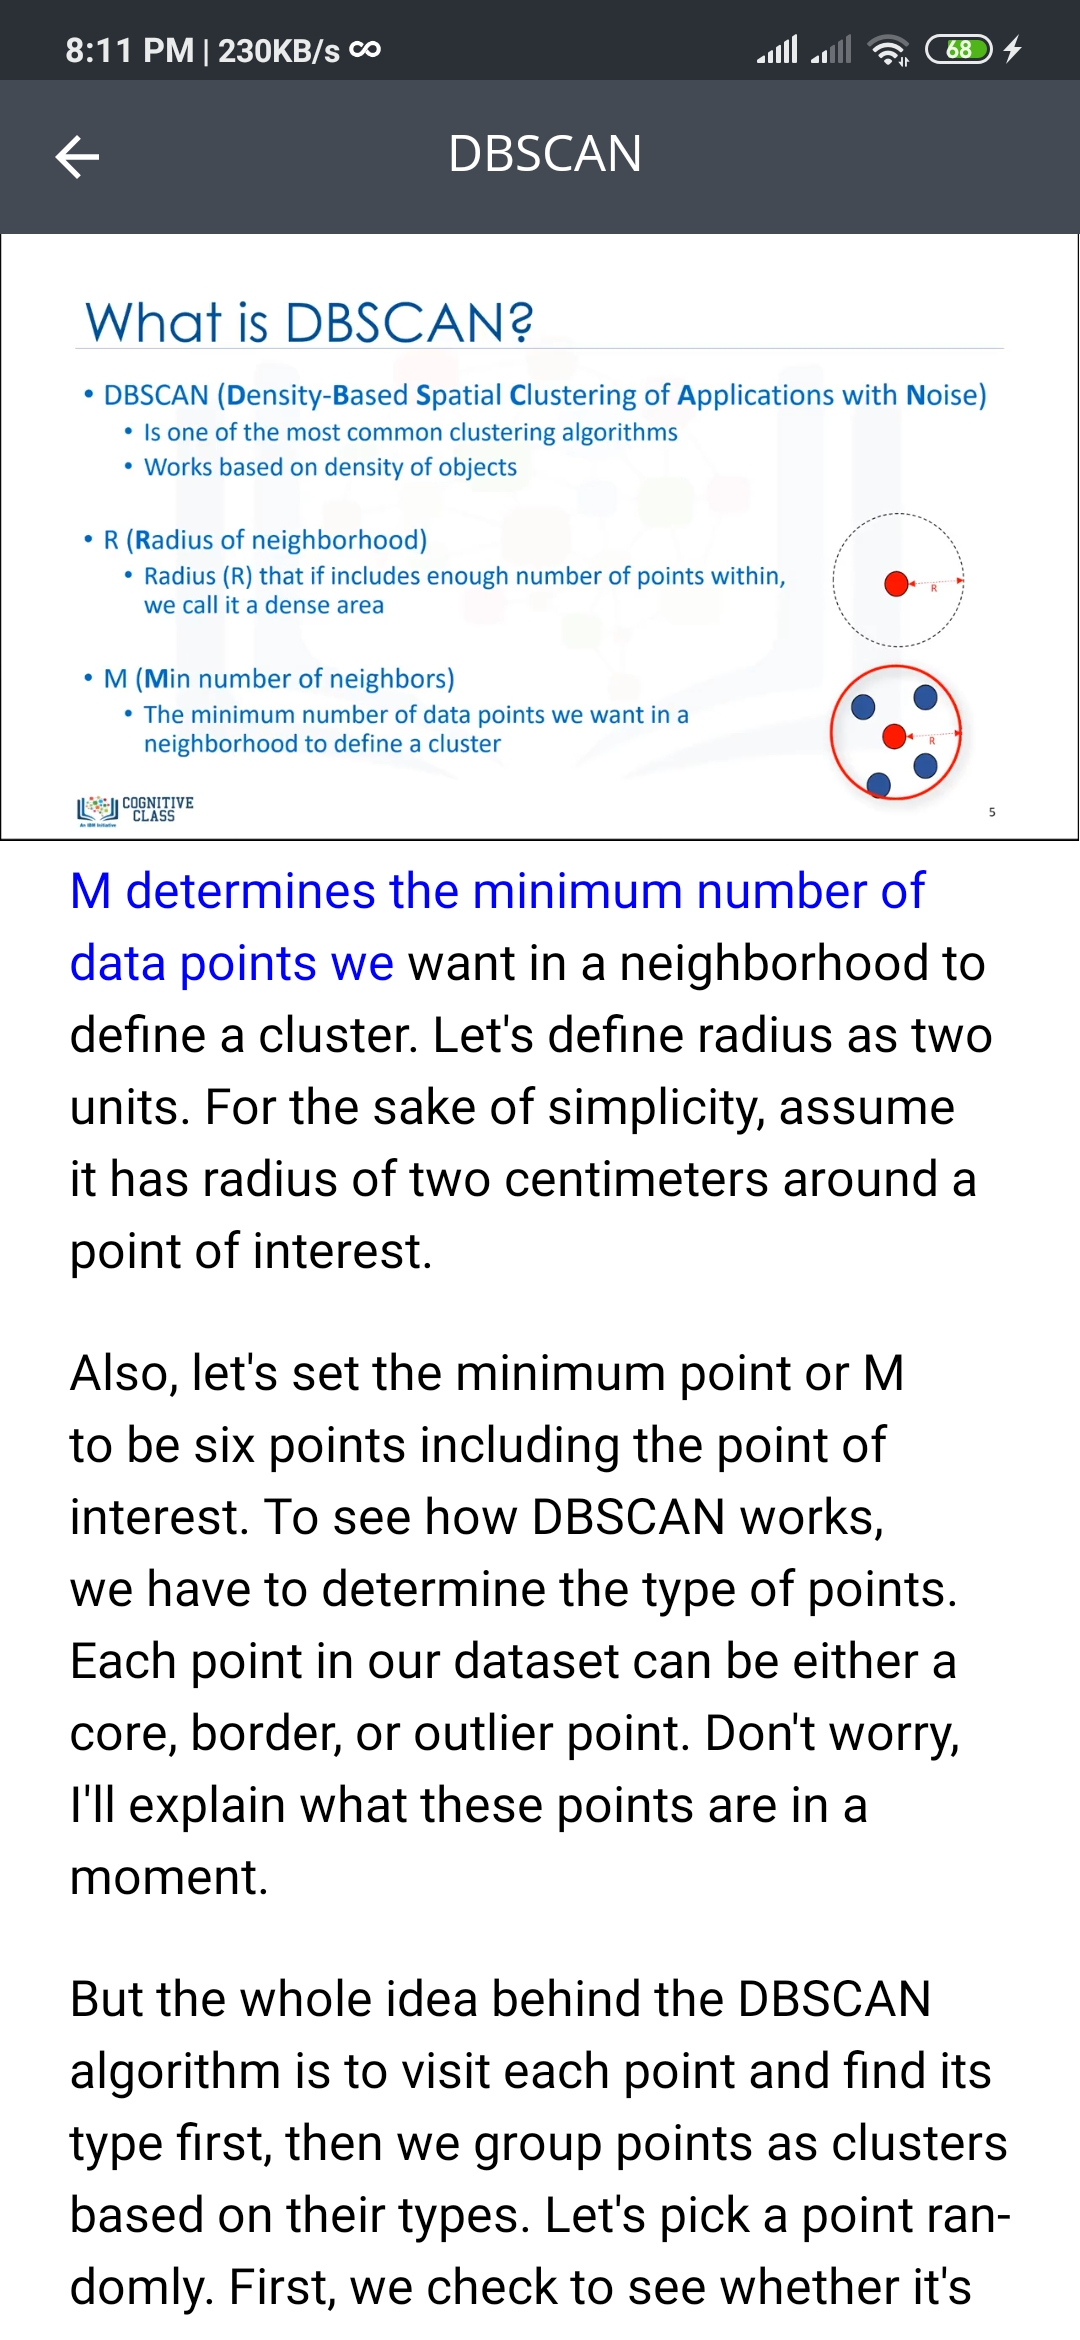 8:11 PM | 230KB/s ∞
68
DBSCAN
What is DBSCAN?
• DBSCAN (Density-Based Spatial Clustering of Applications with Noise)
• Is one of the most common clustering algorithms
• Works based on density of objects
• R (Radius of neighborhood)
• Radius (R) that if includes enough number of points within,
we call it a dense area
R
• M (Min number of neighbors)
• The minimum number of data points we want in a
neighborhood to define a cluster
R
COGNITIVE
CLASS
An IBM Initiative
5
M determines the minimum number of
data points we want in a neighborhood to
define a cluster. Let's define radius as two
units. For the sake of simplicity, assume
it has radius of two centimeters around a
point of interest.
Also, let's set the minimum point or M
to be six points including the point of
interest. To see how DBSCAN works,
we have to determine the type of points.
Each point in our dataset can be either a
core, border, or outlier point. Don't worry,
I'll explain what these points are in a
moment.
But the whole idea behind the DBSCAN
algorithm is to visit each point and find its
type first, then we group points as clusters
based on their types. Let's pick a point ran-
domly. First, we check to see whether it's